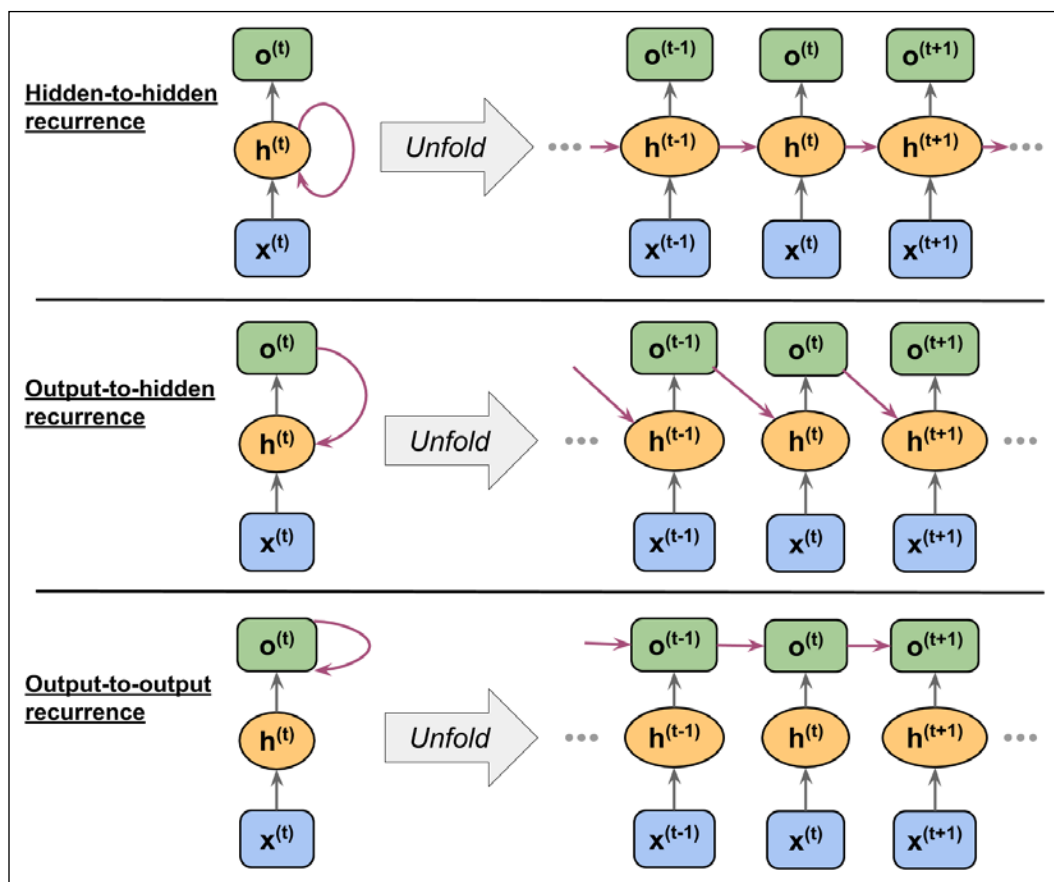 o(t)
o(t-1) o(t) o(t+1)
Hidden-to-hidden
recurrence
h(t)
Unfold
h(t-1) h(t) h(t+1)
x(t)
x(t-1) x(t) x(t+1)
o(t)
o(t-1) o(t) o(t+1)
Output-to-hidden
recurrence
h(t)
Unfold
h(t-1) h(t) h(t+1)
x(t)
x(t-1) x(t) x(t+1)
o(t)
o(t-1) o(t) o(t+1)
Output-to-output
recurrence
h(t)
Unfold
h(t-1) h(t) h(t+1)
x(t)
x(t-1) x(t) x(t+1)